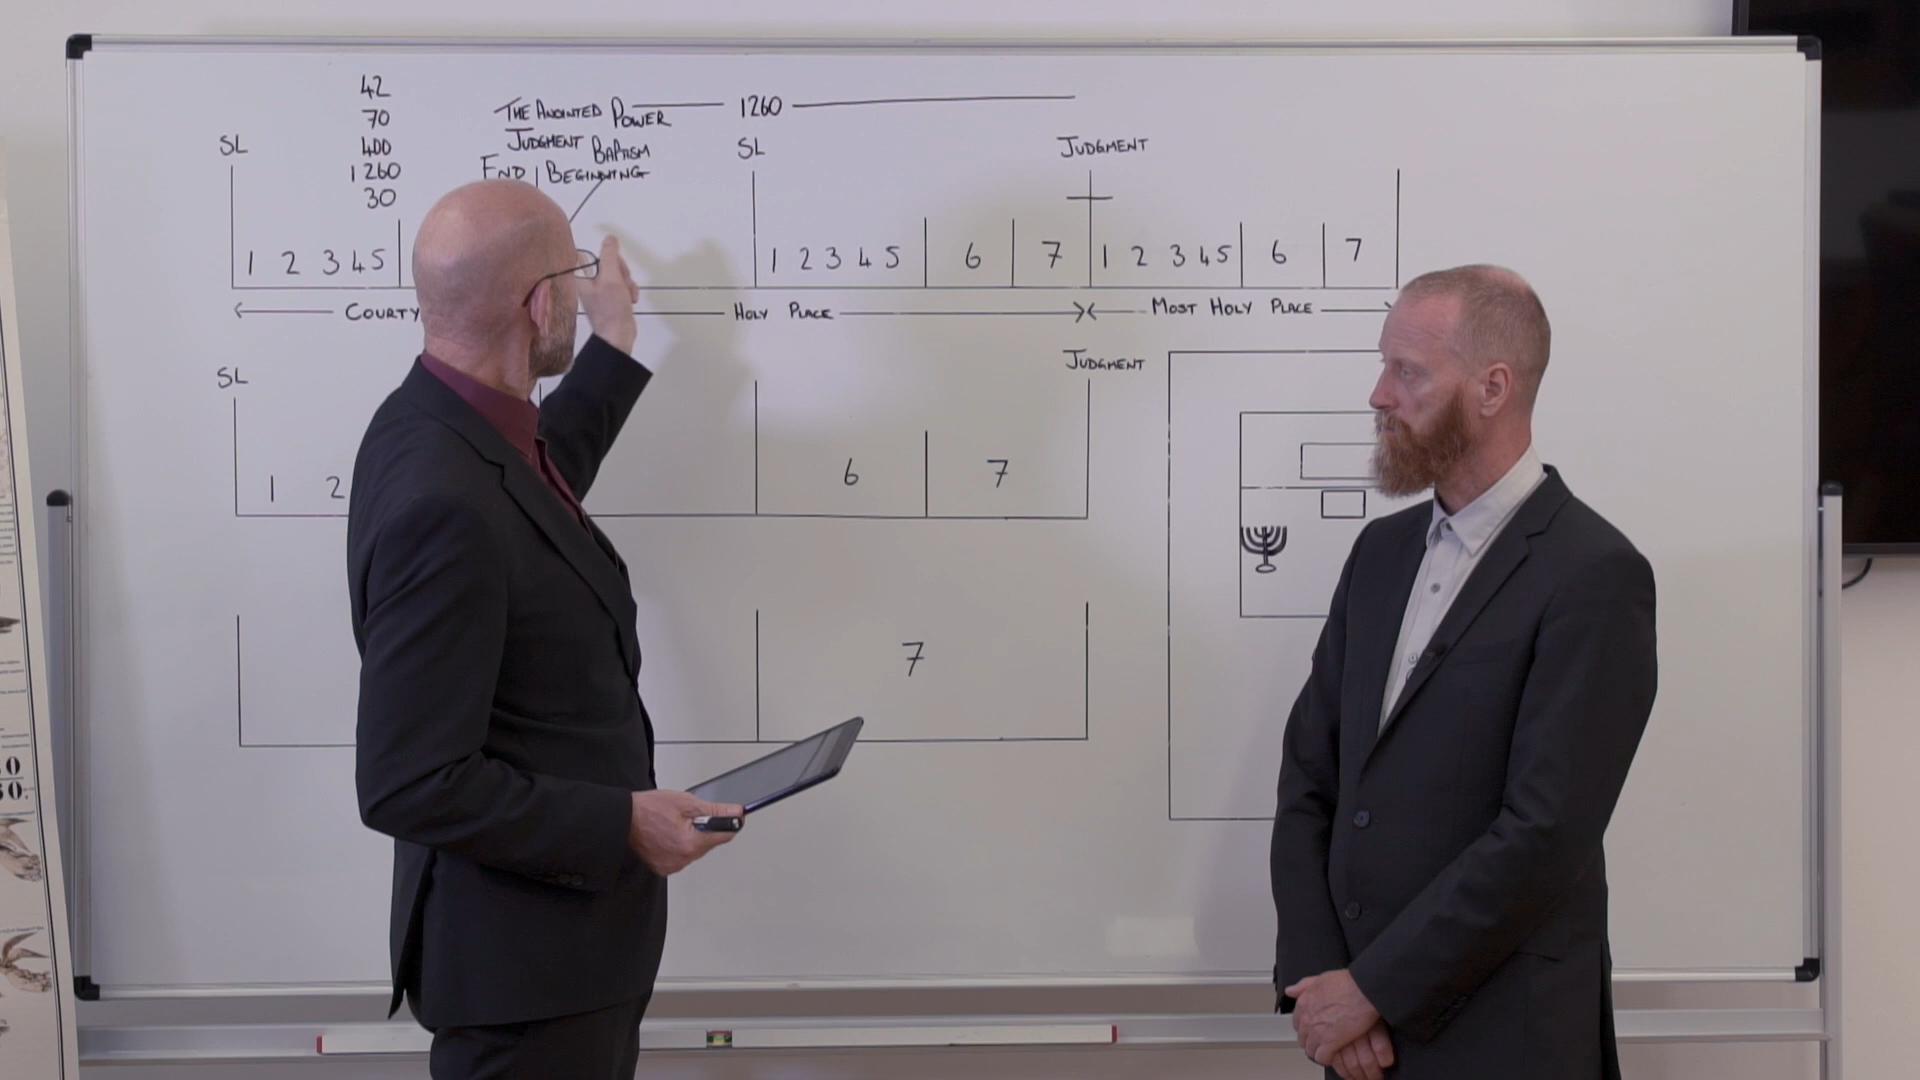 42
70
400
1260
30
THE ANOINTED POWER 1260
JUDGMENT BAPTISM
END | BEGINNING
SL SL JUDGMENT
1 2 3 4 5 1 2 3 4 5 6 7 1 2 3 4 5 6 7
COURTY HOLY PLACE MOST HOLY PLACE
SL JUDGMENT
1 2 6 7
7
0
60.